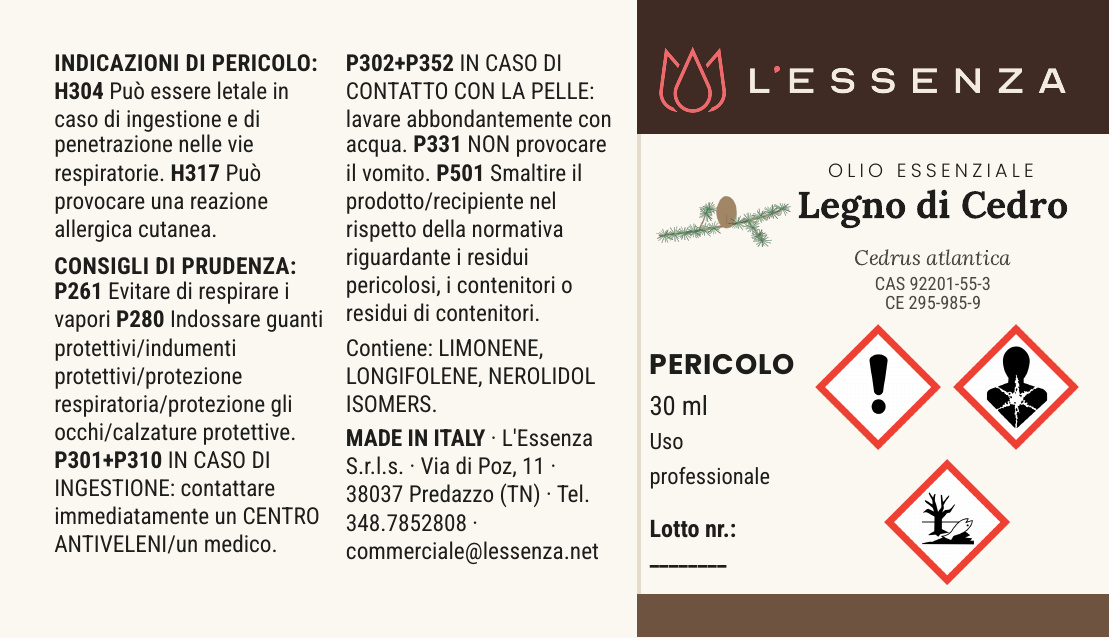 INDICAZIONI DI PERICOLO:
H304 Può essere letale in
caso di ingestione e di
penetrazione nelle vie
respiratorie. H317 Può
provocare una reazione
allergica cutanea.
CONSIGLI DI PRUDENZA:
P261 Evitare di respirare i
vapori P280 Indossare guanti
protettivi/indumenti
protettivi/protezione
respiratoria/protezione gli
occhi/calzature protettive.
P301+P310 IN CASO DI
INGESTIONE: contattare
immediatamente un CENTRO
ANTIVELENI/un medico.
P302+P352 IN CASO DI
CONTATTO CON LA PELLE:
lavare abbondantemente con
acqua. P331 NON provocare
il vomito. P501 Smaltire il
prodotto/recipiente nel
rispetto della normativa
riguardante i residui
pericolosi, i contenitori o
residui di contenitori.
Contiene: LIMONENE,
LONGIFOLENE, NEROLIDOL
ISOMERS.
MADE IN ITALY · L'Essenza
S.r.l.s. · Via di Poz, 11 ·
38037 Predazzo (TN) · Tel.
348.7852808 ·
commerciale@lessenza.net
L'ESSENZA
OLIO ESSENZIALE
Legno di Cedro
Cedrus atlantica
CAS 92201-55-3
CE 295-985-9
PERICOLO
30 ml
Uso
professionale
Lotto nr.:
________